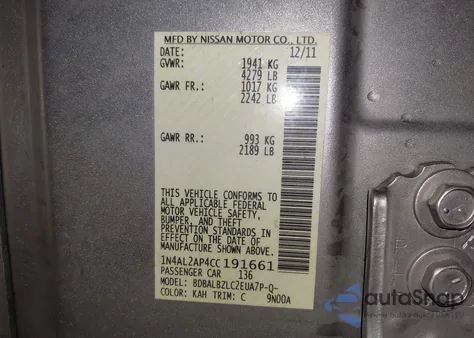 MFD BY NISSAN MOTOR CO., LTD.
DATE: 12/11
GVWR: 1941 KG
4279 LB
GAWR FR.: 1017 KG
2242 LB
GAWR RR.: 993 KG
2189 LB
THIS VEHICLE CONFORMS TO
ALL APPLICABLE FEDERAL
MOTOR VEHICLE SAFETY,
BUMPER, AND THEFT
PREVENTION STANDARDS IN
EFFECT ON THE DATE OF
MANUFACTURE SHOWN ABOVE.
1N4AL2AP4CC191661
PASSENGER CAR 136
MODEL: BDBALBZLCZEUA7P-Q-
COLOR: KAH TRIM: C 9N00A
autoShop